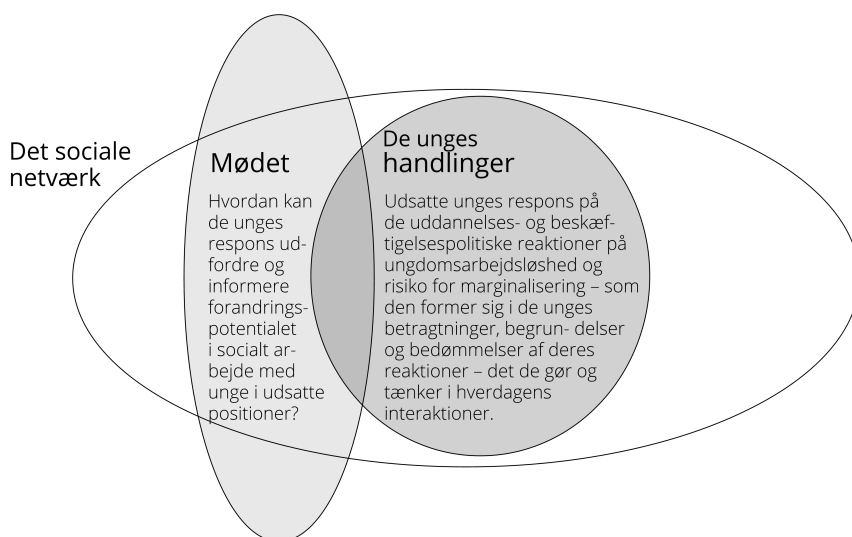 Det sociale
netværk
Mødet
Hvordan kan
de unges
respons ud-
fordre og
informere
forandrings-
potentialet
i socialt ar-
bejde med
unge i udsatte
positioner?
De unges
handlinger
Udsatte unges respons på
de uddannelses- og beskæf-
tigelsespolitiske reaktioner på
ungdomsarbejdsløshed og
risiko for marginalisering – som
den former sig i de unges
betragtninger, begrun- delser
og bedømmelser af deres
reaktioner – det de gør og
tænker i hverdagens
interaktioner.